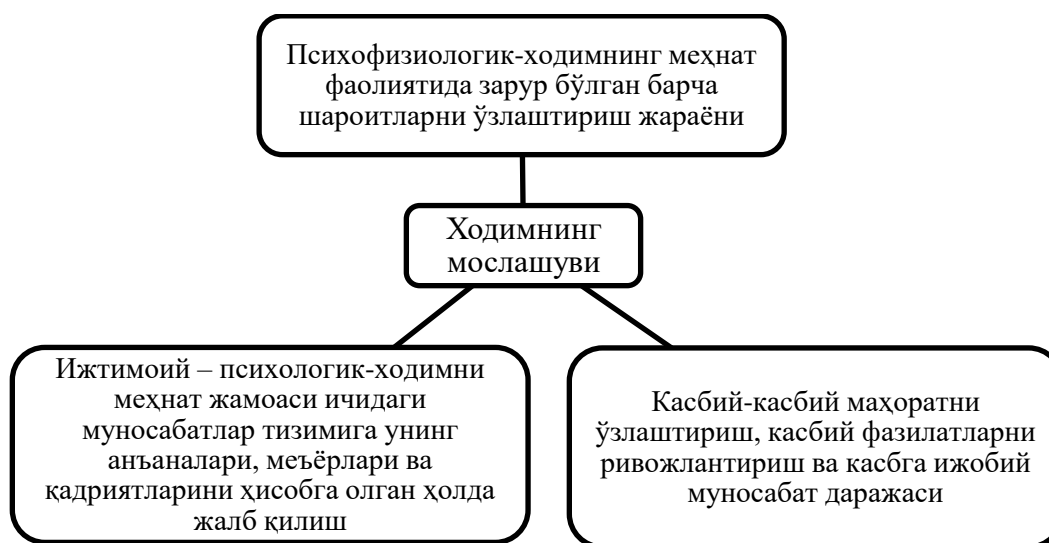 Психофизиологик-ходимнинг меҳнат
фаолиятида зарур бўлган барча
шароитларни ўзлаштириш жараёни
Ходимнинг
мослашуви
Ижтимоий – психологик-ходимни
меҳнат жамоаси ичидаги
муносабатлар тизимига унинг
анъаналари, меъёрлари ва
қадриятларини ҳисобга олган ҳолда
жалб қилиш
Касбий-касбий маҳоратни
ўзлаштириш, касбий фазилатларни
ривожлантириш ва касбга ижобий
муносабат даражаси